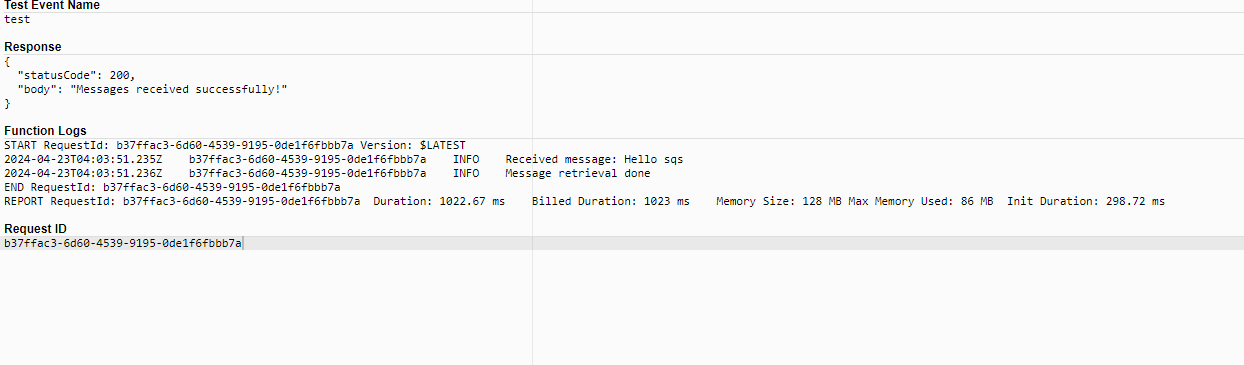 Test Event Name
test
Response
{
"statusCode": 200,
"body": "Messages received successfully!"
}
Function Logs
START RequestId: b37ffac3-6d60-4539-9195-0de1f6fbbb7a Version: $LATEST
2024-04-23T04:03:51.235Z b37ffac3-6d60-4539-9195-0de1f6fbbb7a INFO Received message: Hello sqs
2024-04-23T04:03:51.236Z b37ffac3-6d60-4539-9195-0de1f6fbbb7a INFO Message retrieval done
END RequestId: b37ffac3-6d60-4539-9195-0de1f6fbbb7a
REPORT RequestId: b37ffac3-6d60-4539-9195-0de1f6fbbb7a Duration: 1022.67 ms Billed Duration: 1023 ms Memory Size: 128 MB Max Memory Used: 86 MB Init Duration: 298.72 ms
Request ID
b37ffac3-6d60-4539-9195-0de1f6fbbb7a